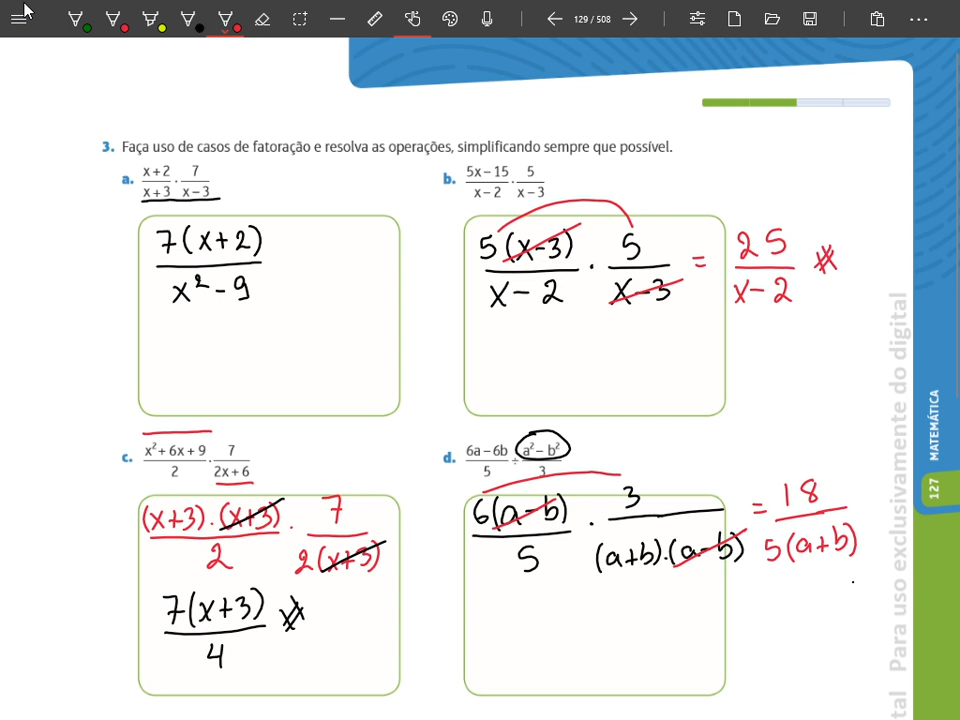 129 / 508
3. Faça uso de casos de fatoração e resolva as operações, simplificando sempre que possível.
a. x+2/x+3 . 7/x−3
b. 5x−15/x−2 . 5/x−3
7(x+2)/x²−9
5(x−3)/x−2 . 5/x−3 = 25/x−2
c. x²+6x+9/2 . 7/2x+6
d. 6a−6b/5 ÷ a²−b²/3
(x+3).(x+3)/2 . 7/2(x+3)
7(x+3)/4
6(a−b)/5 . 3/(a+b).(a−b) = 18/5(a+b)
127 MATEMÁTICA
tal Para uso exclusivamente do digital